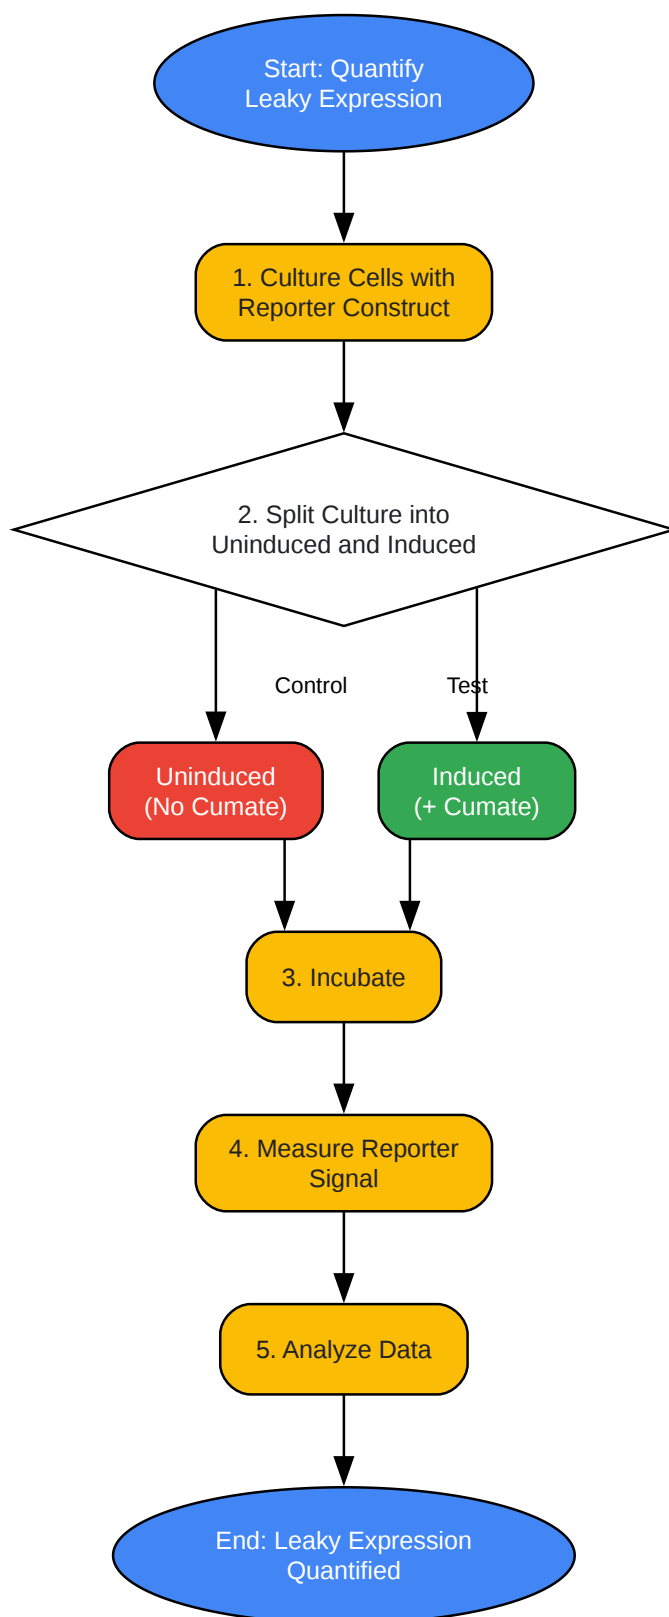 Start: Quantify
Leaky Expression
1. Culture Cells with
Reporter Construct
2. Split Culture into
Uninduced and Induced
Control
Test
Uninduced
(No Cumate)
Induced
(+ Cumate)
3. Incubate
4. Measure Reporter
Signal
5. Analyze Data
End: Leaky Expression
Quantified